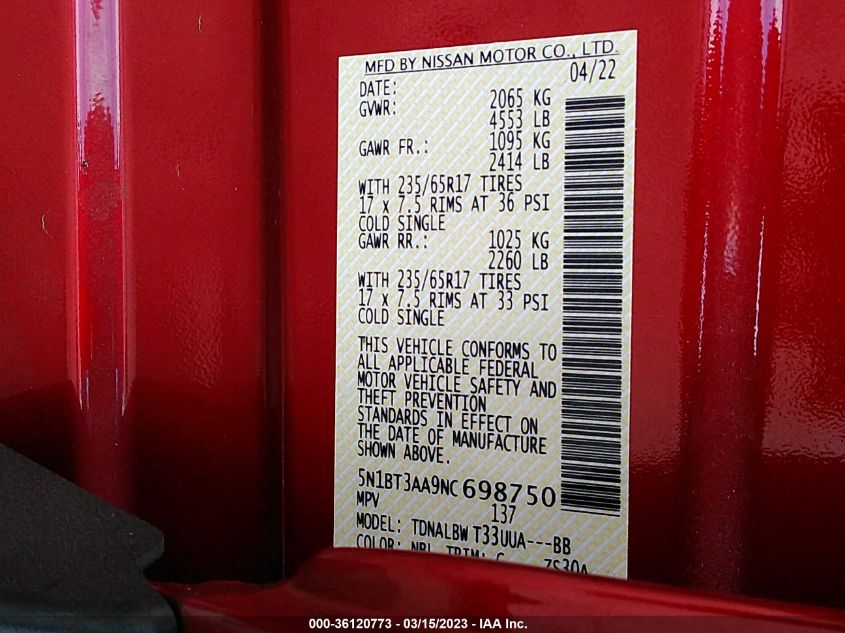 MFD BY NISSAN MOTOR CO., LTD.
DATE: 04/22
GVWR: 2065 KG
4553 LB
GAWR FR.: 1095 KG
2414 LB
WITH 235/65R17 TIRES
17 x 7.5 RIMS AT 36 PSI
COLD SINGLE
GAWR RR.: 1025 KG
2260 LB
WITH 235/65R17 TIRES
17 x 7.5 RIMS AT 33 PSI
COLD SINGLE
THIS VEHICLE CONFORMS TO
ALL APPLICABLE FEDERAL
MOTOR VEHICLE SAFETY AND
THEFT PREVENTION
STANDARDS IN EFFECT ON
THE DATE OF MANUFACTURE
SHOWN ABOVE.
5N1BT3AA9NC698750
MPV 137
MODEL: TDNALBW T33UUA---BB
COLOR: NBL TRIM:
000-36120773 - 03/15/2023 - IAA Inc.